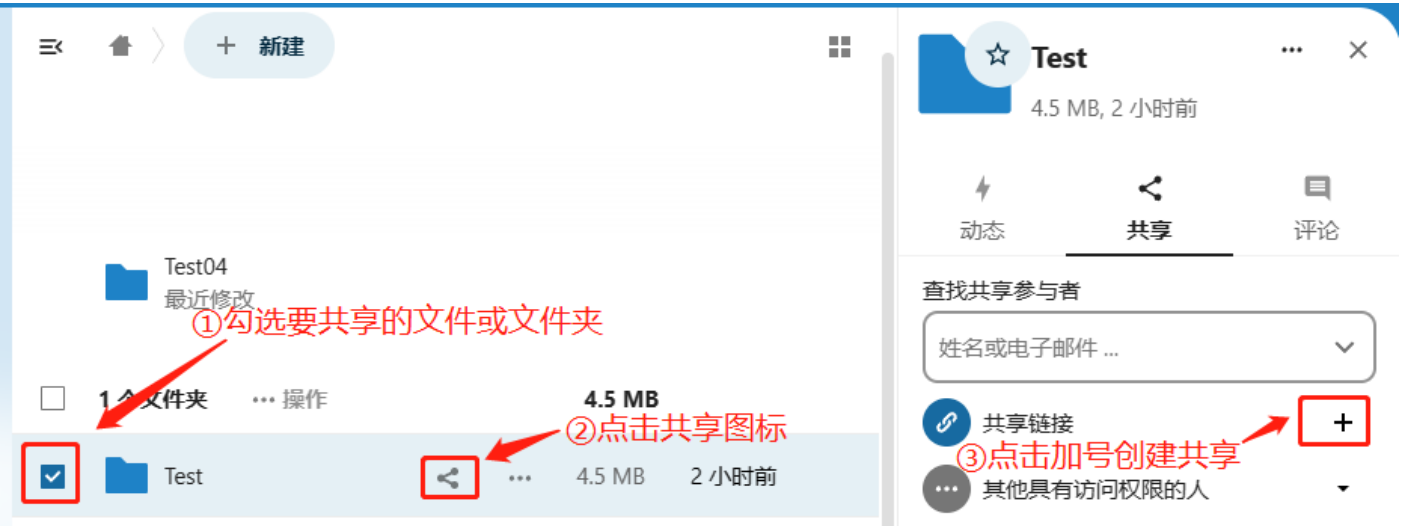 新建
Test04
最近修改
①勾选要共享的文件或文件夹
1 个文件夹 ··· 操作 4.5 MB
②点击共享图标
Test ··· 4.5 MB 2 小时前
Test ···
4.5 MB, 2 小时前
动态 共享 评论
查找共享参与者
姓名或电子邮件 ...
共享链接
③点击加号创建共享
其他具有访问权限的人